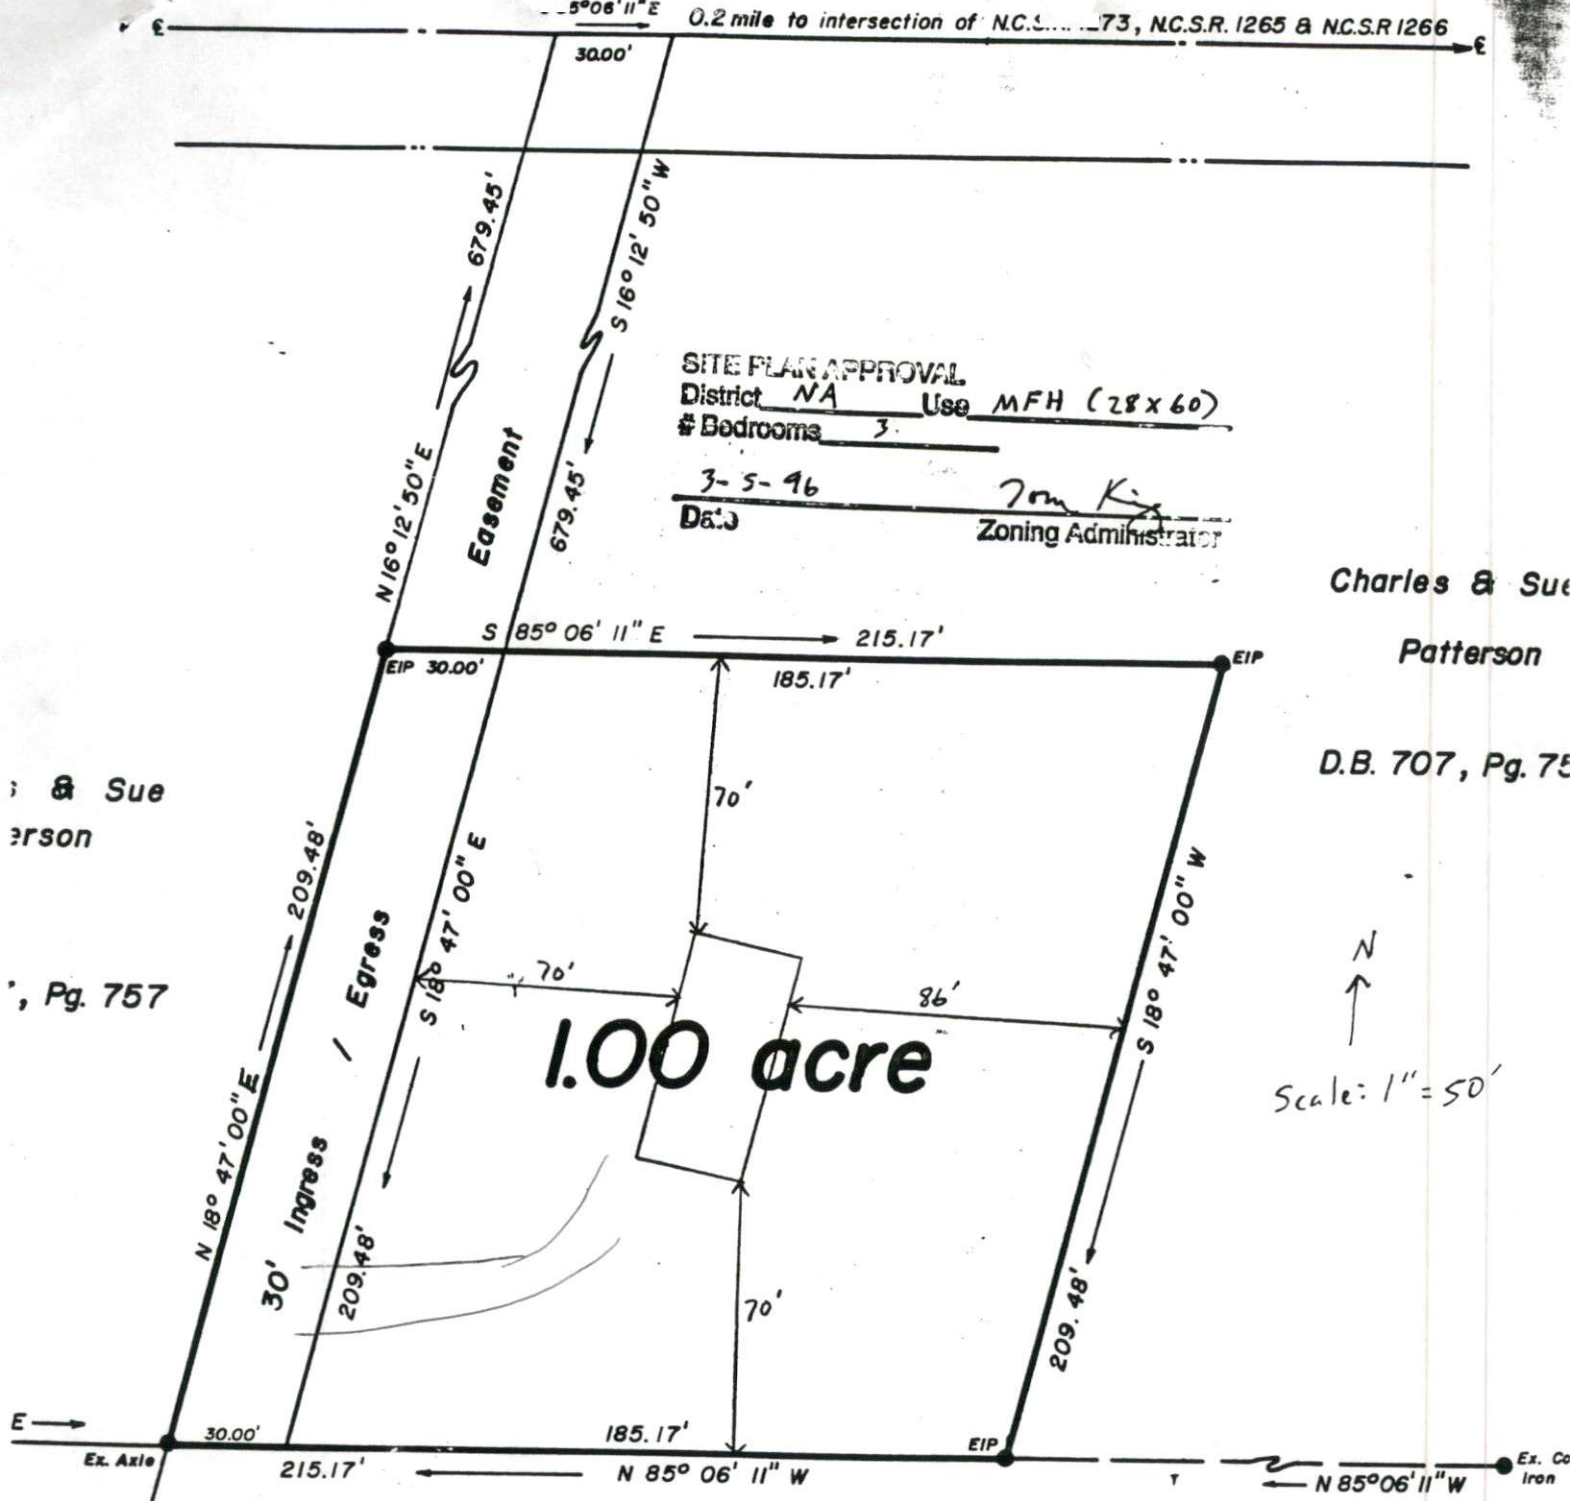 5°06'11" E
0.2 mile to intersection of N.C.S. 73, N.C.S.R. 1265 & N.C.S.R 1266
30.00'
679.45'
S 16° 12' 50" W
SITE PLAN APPROVAL
District NA Use MFH (28 x 60)
# Bedrooms 3
3-5-96 Tom King
Date Zoning Administrator
N 16° 12' 50" E
Easement
679.45'
Charles & Sue
Patterson
D.B. 707, Pg. 75
S 85° 06' 11" E 215.17'
EIP 30.00'
185.17'
EIP
70'
& Sue
erson
, Pg. 757
209.48'
S 18° 47' 00" E
Egress
/
70'
86'
S 18° 47' 00" W
N
Scale: 1" = 50'
1.00 acre
N 18° 47' 00" E
Ingress
30'
209.48'
70'
209.48'
E
30.00'
185.17'
EIP
Ex. Axle
215.17'
N 85° 06' 11" W
N 85° 06' 11" W
Ex. Co
Iron